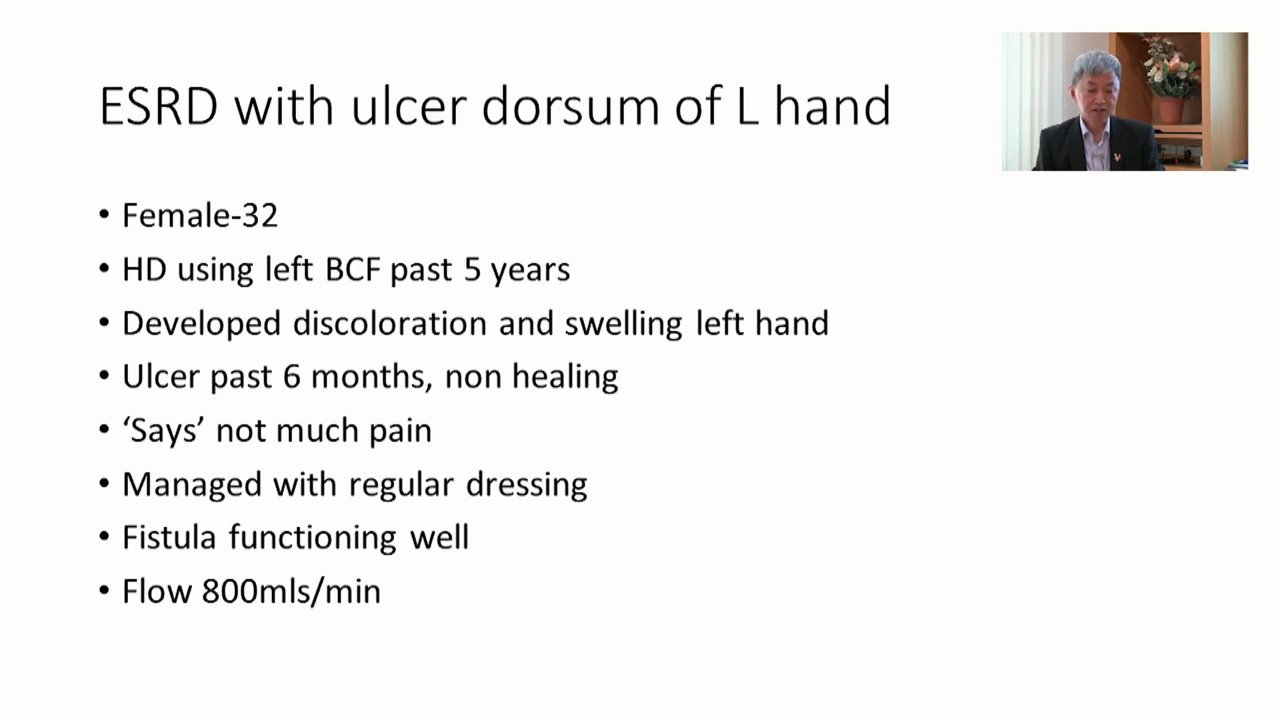 ESRD with ulcer dorsum of L hand
• Female-32
• HD using left BCF past 5 years
• Developed discoloration and swelling left hand
• Ulcer past 6 months, non healing
• ‘Says’ not much pain
• Managed with regular dressing
• Fistula functioning well
• Flow 800mls/min